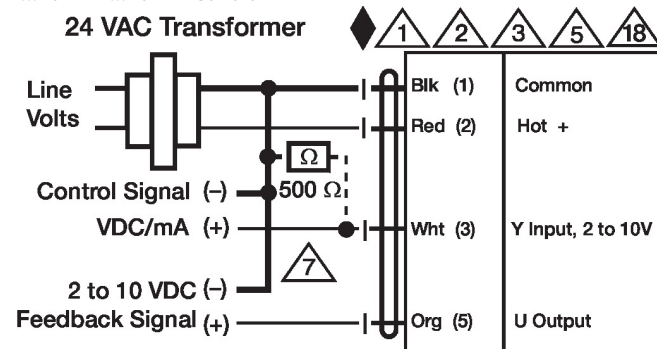 24 VAC Transformer
1 2 3 5 18
Line Volts
Blk (1) Common
Red (2) Hot +
Ω
500 Ω
Control Signal (–)
VDC/mA (+)
Wht (3) Y Input, 2 to 10V
7
2 to 10 VDC (–)
Feedback Signal (+)
Org (5) U Output